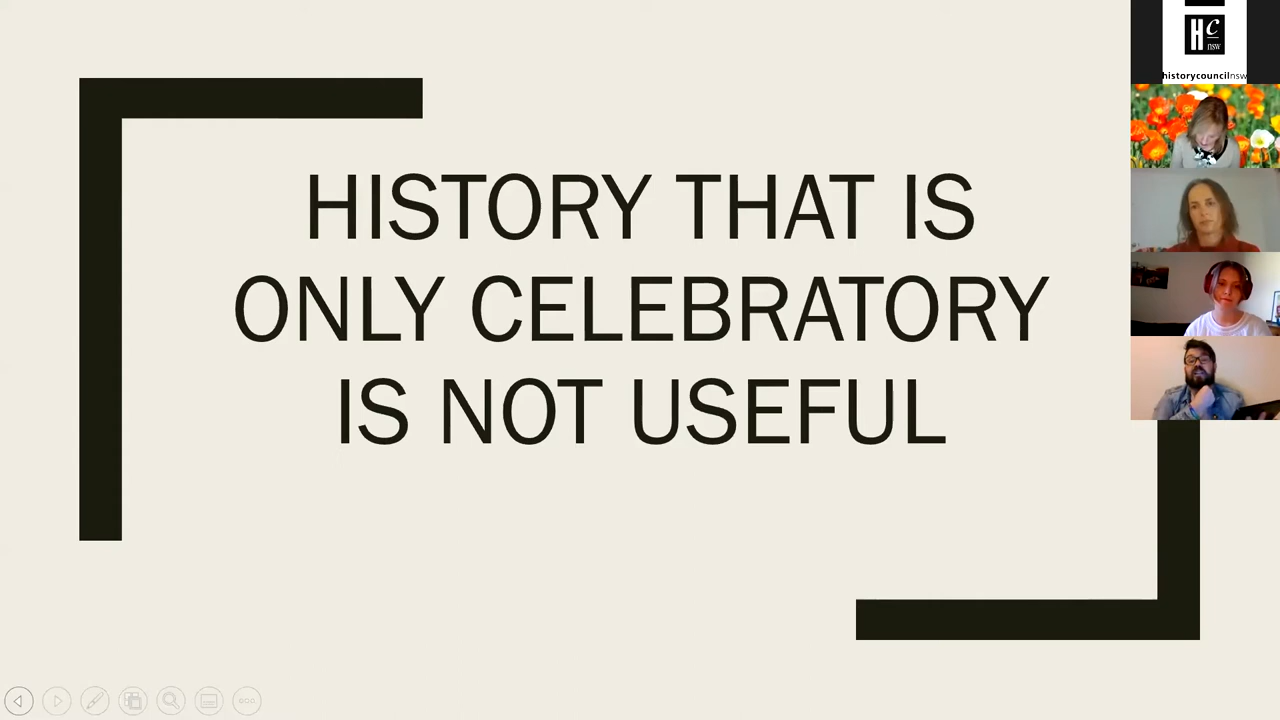 HISTORY THAT IS
ONLY CELEBRATORY
IS NOT USEFUL
Hc
nsw
historycouncilnsw